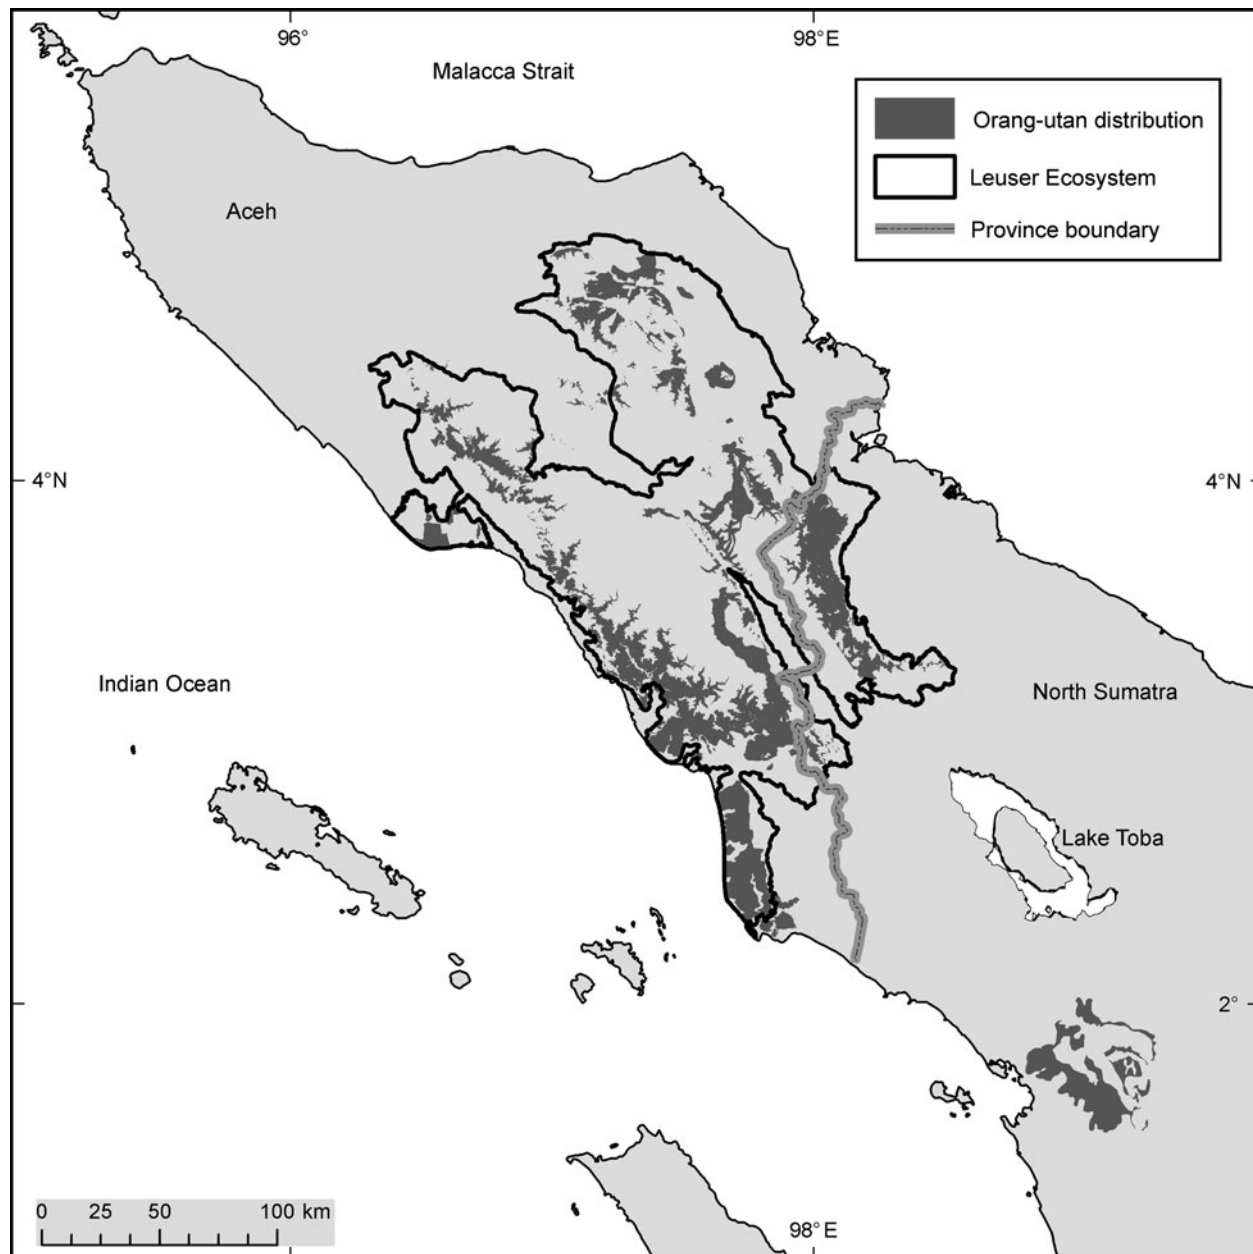 96°
98°E
Malacca Strait
Orang-utan distribution
Leuser Ecosystem
Province boundary
Aceh
4°N
4°N
Indian Ocean
North Sumatra
Lake Toba
2°
0 25 50 100 km
98°E